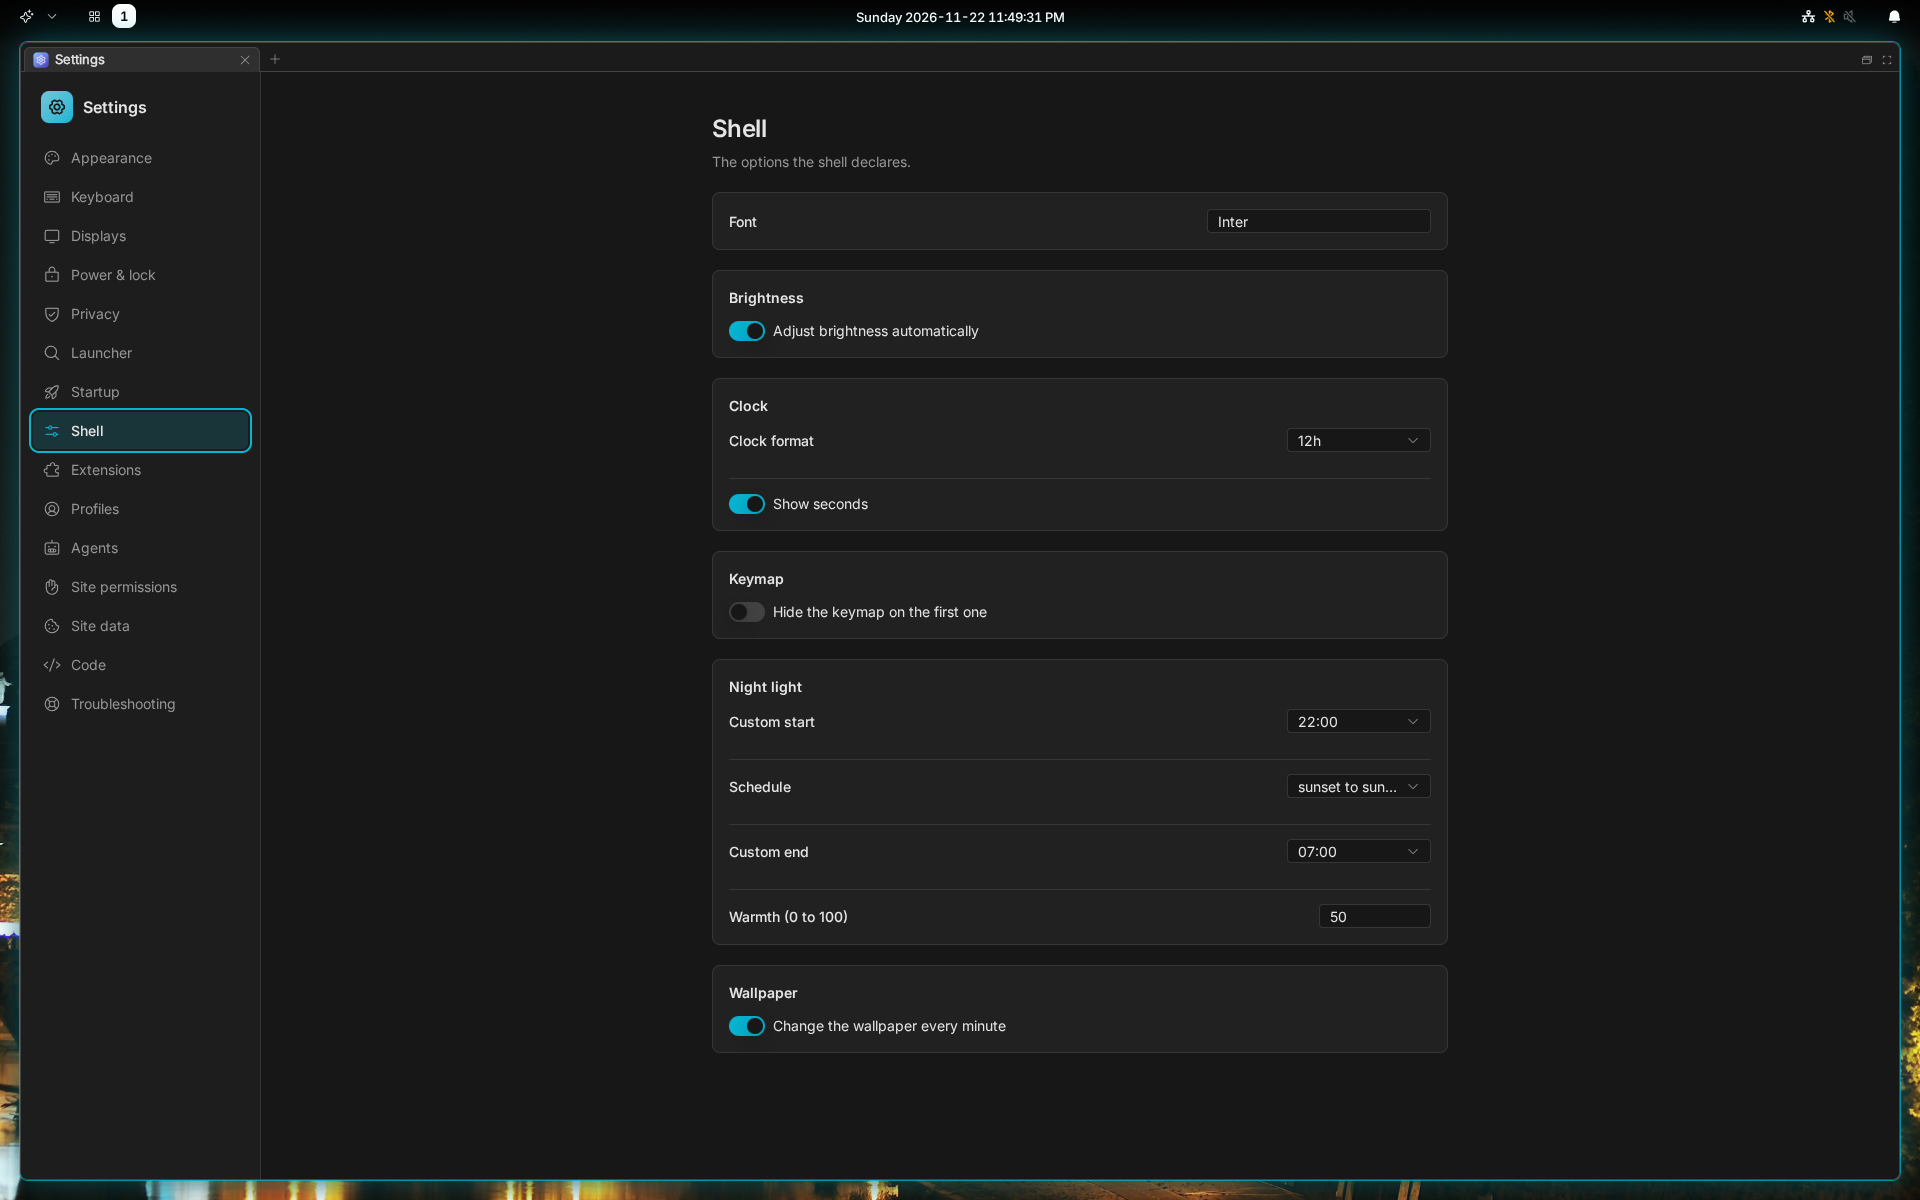 1
Sunday 2026-11-22 11:49:31 PM
Settings
Settings
Appearance
Keyboard
Displays
Power & lock
Privacy
Launcher
Startup
Shell
Extensions
Profiles
Agents
Site permissions
Site data
Code
Troubleshooting
Shell
The options the shell declares.
Font
Inter
Brightness
Adjust brightness automatically
Clock
Clock format
12h
Show seconds
Keymap
Hide the keymap on the first one
Night light
Custom start
22:00
Schedule
sunset to sun...
Custom end
07:00
Warmth (0 to 100)
50
Wallpaper
Change the wallpaper every minute